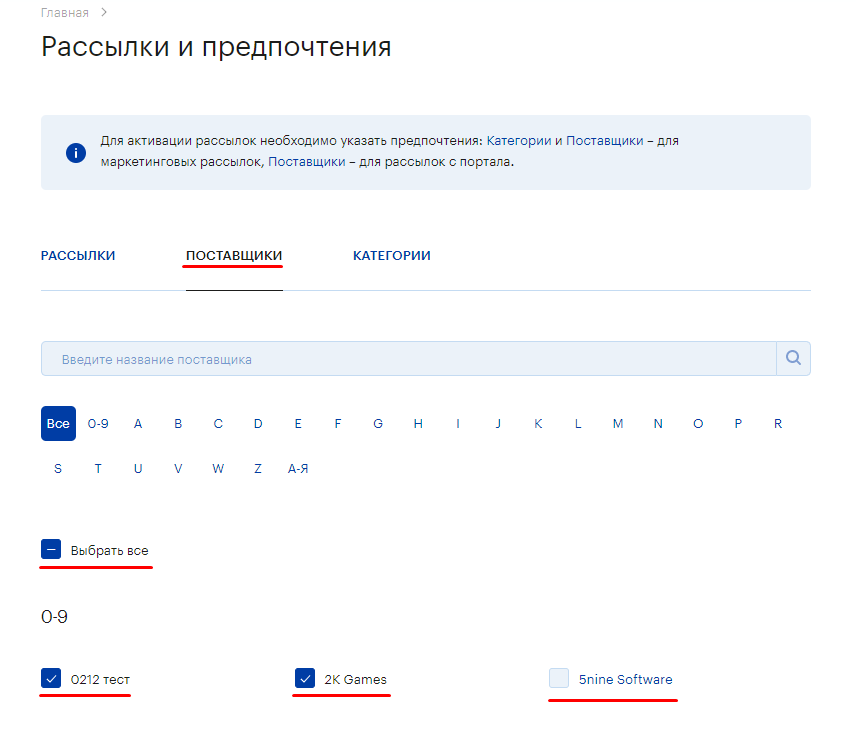 Главная
Рассылки и предпочтения
Для активации рассылок необходимо указать предпочтения: Категории и Поставщики – для
маркетинговых рассылок, Поставщики – для рассылок с портала.
РАССЫЛКИ ПОСТАВЩИКИ КАТЕГОРИИ
Введите название поставщика
Все 0-9 A B C D E F G H I J K L M N O P R
S T U V W Z А-Я
Выбрать все
0-9
0212 тест 2K Games 5nine Software